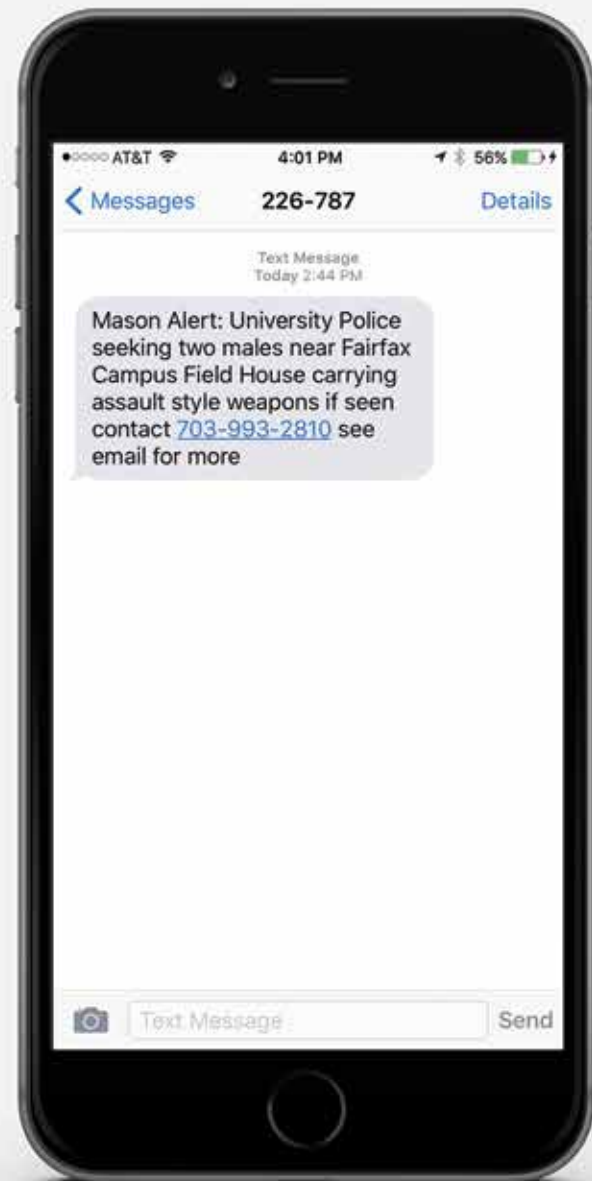 AT&T 4:01 PM 56%
Messages 226-787 Details
Text Message
Today 2:44 PM
Mason Alert: University Police
seeking two males near Fairfax
Campus Field House carrying
assault style weapons if seen
contact 703-993-2810 see
email for more
Text Message Send